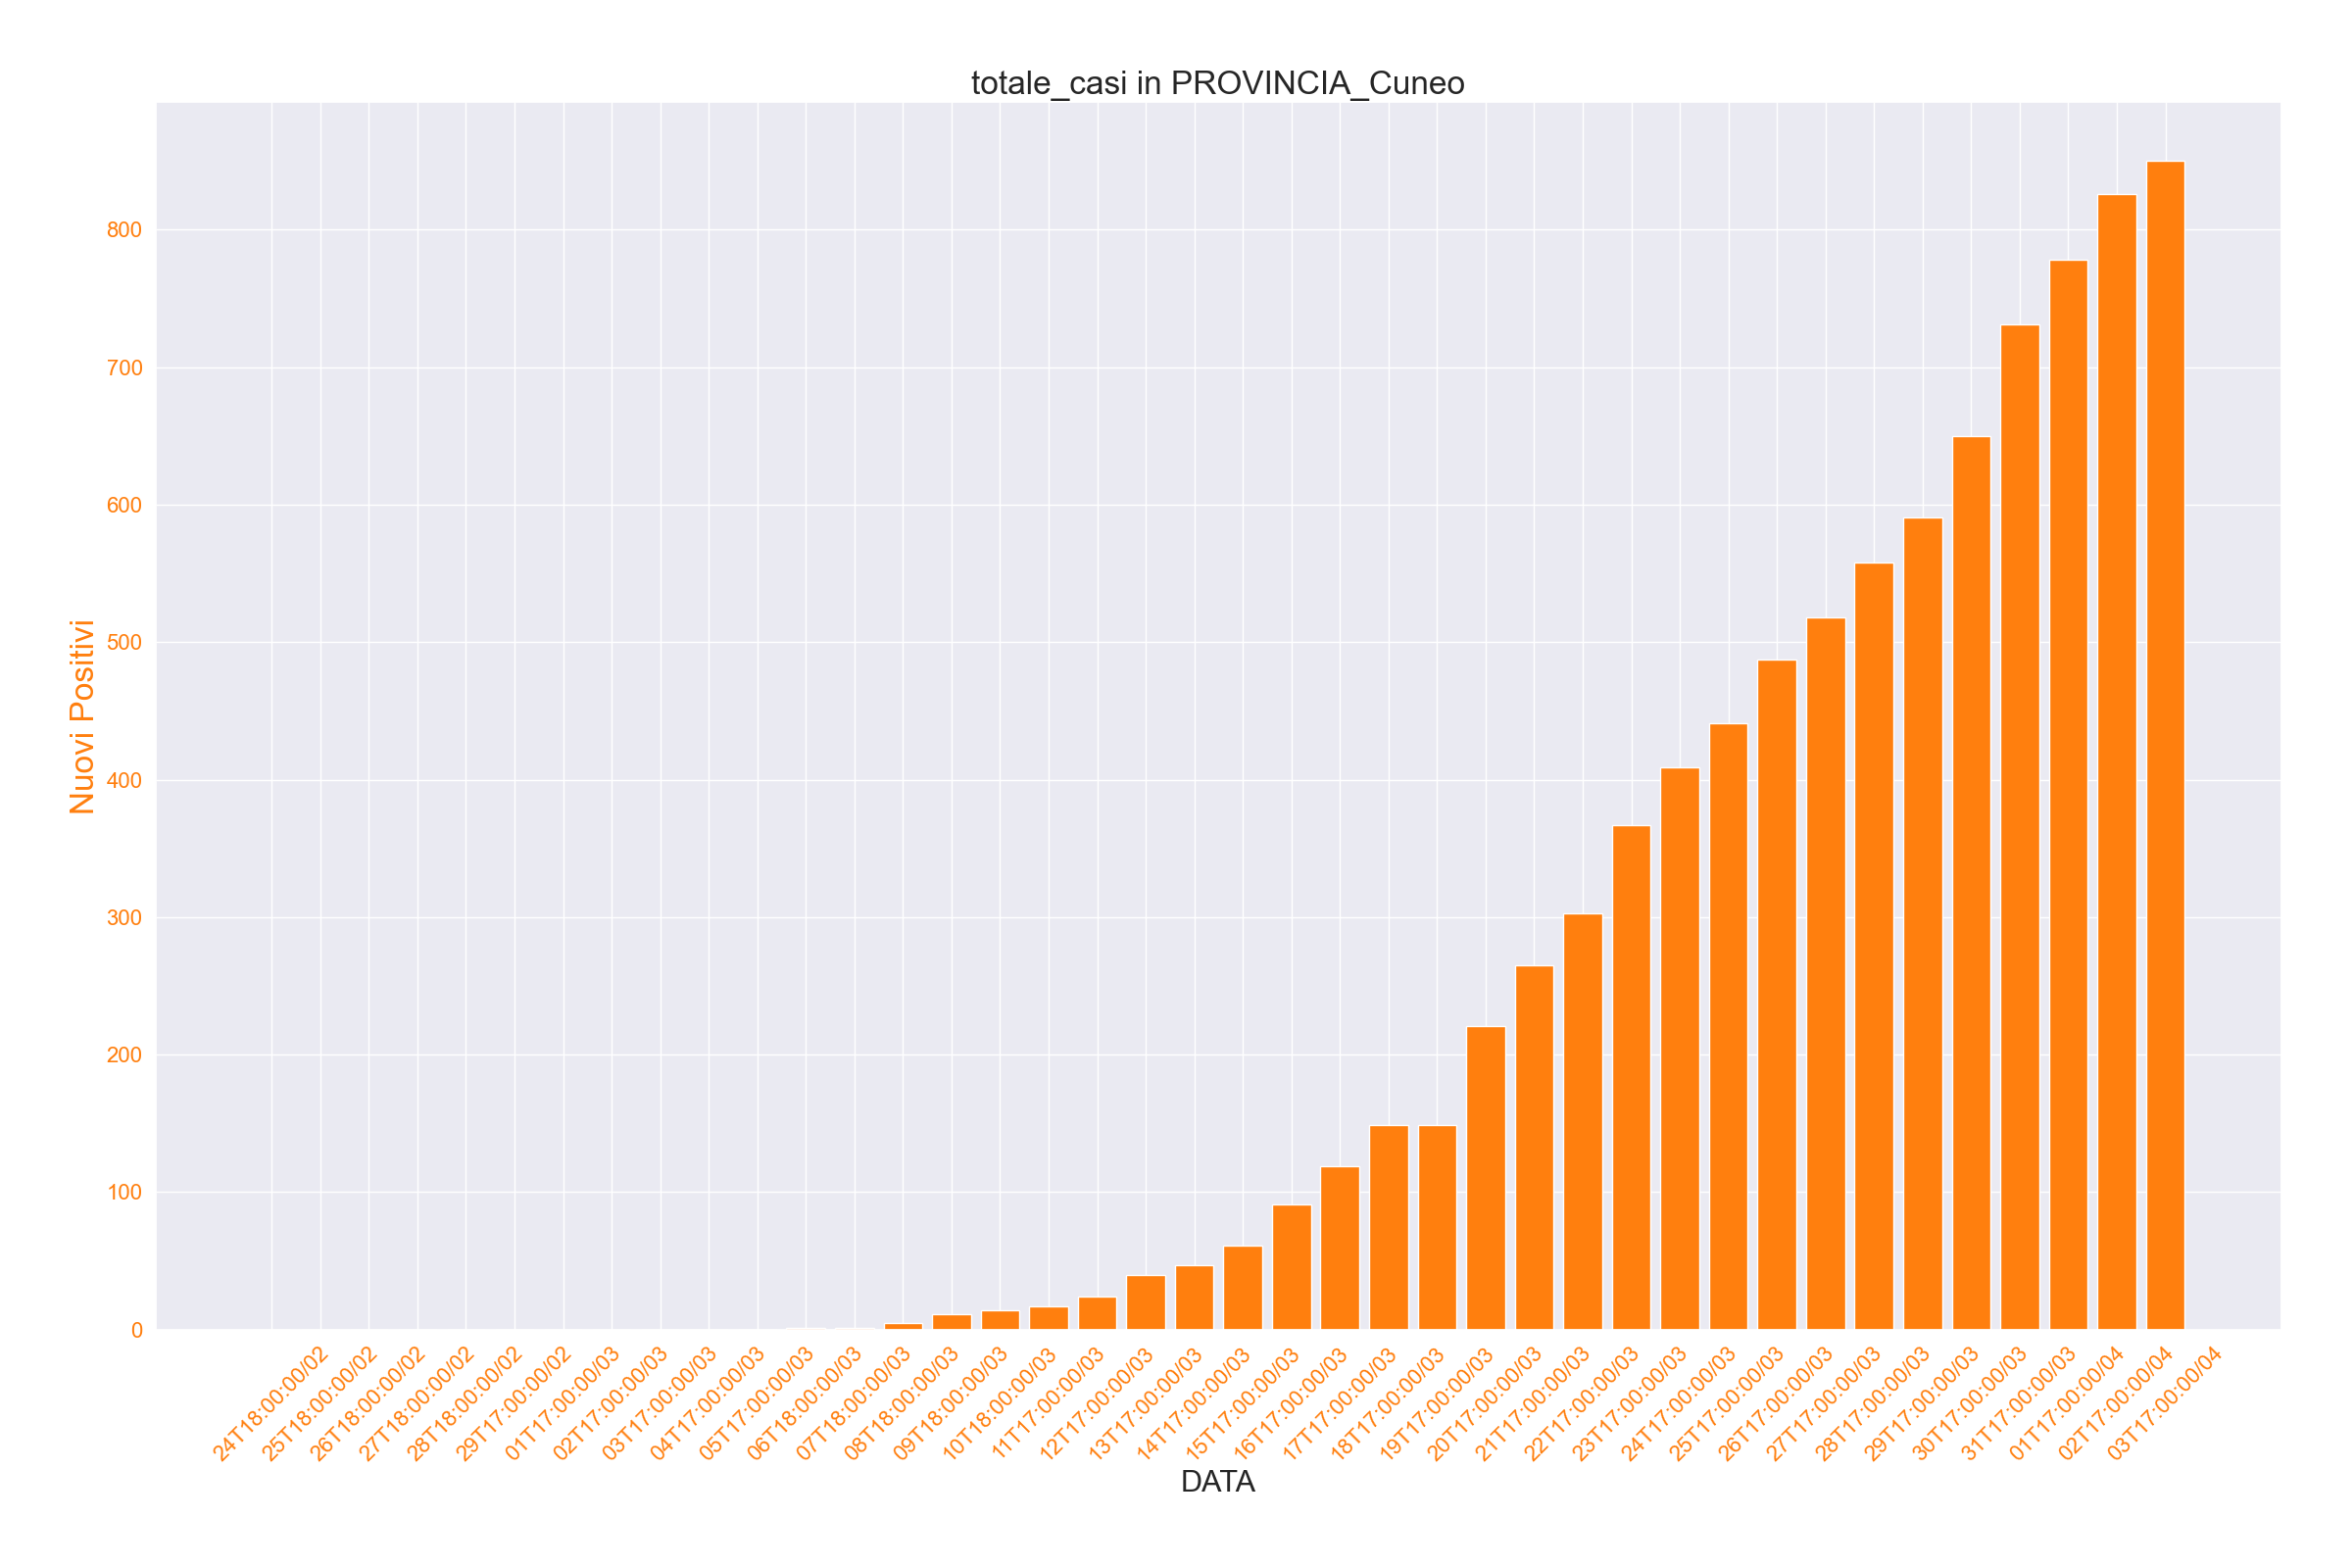 totale_casi in PROVINCIA_Cuneo
Nuovi Positivi
800
700
600
500
400
300
200
100
0
24T18:00:00/02
25T18:00:00/02
26T18:00:00/02
27T18:00:00/02
28T18:00:00/02
29T17:00:00/02
01T17:00:00/03
02T17:00:00/03
03T17:00:00/03
04T17:00:00/03
05T17:00:00/03
06T18:00:00/03
07T18:00:00/03
08T18:00:00/03
09T18:00:00/03
10T18:00:00/03
11T17:00:00/03
12T17:00:00/03
13T17:00:00/03
14T17:00:00/03
15T17:00:00/03
16T17:00:00/03
17T17:00:00/03
18T17:00:00/03
19T17:00:00/03
20T17:00:00/03
21T17:00:00/03
22T17:00:00/03
23T17:00:00/03
24T17:00:00/03
25T17:00:00/03
26T17:00:00/03
27T17:00:00/03
28T17:00:00/03
29T17:00:00/03
30T17:00:00/03
31T17:00:00/03
01T17:00:00/04
02T17:00:00/04
03T17:00:00/04
DATA